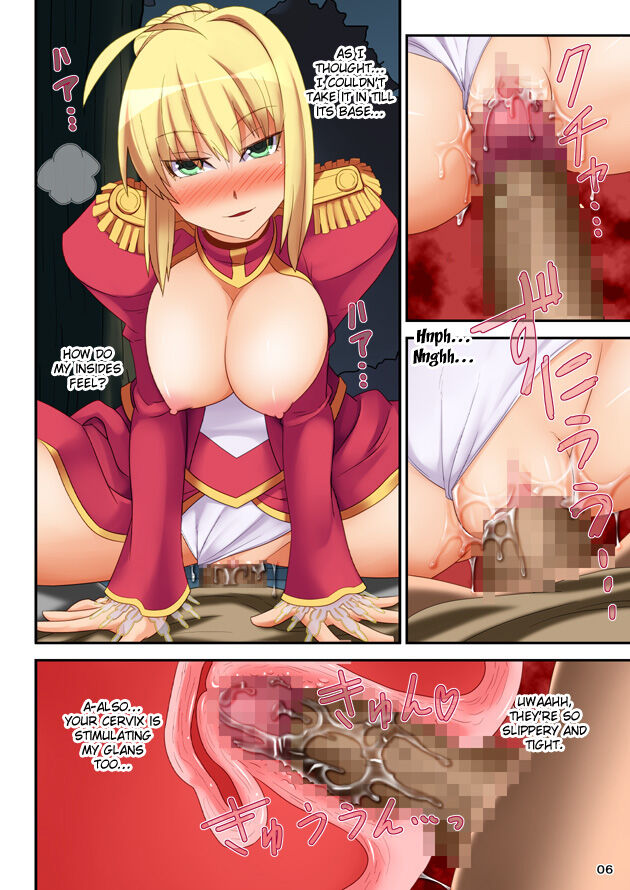 クチャ…
Hnph...
Nnghh...
AS I
THOUGHT...
I COULDN'T
TAKE IT IN TILL
ITS BASE...
ハァ…
ハァ…
HOW DO
MY INSIDES
FEEL?
UWAAHH,
THEY'RE SO
SLIPPERY AND
TIGHT.
きゅん♡
A-ALSO...
YOUR CERVIX IS
STIMULATING
MY GLANS
TOO...
06